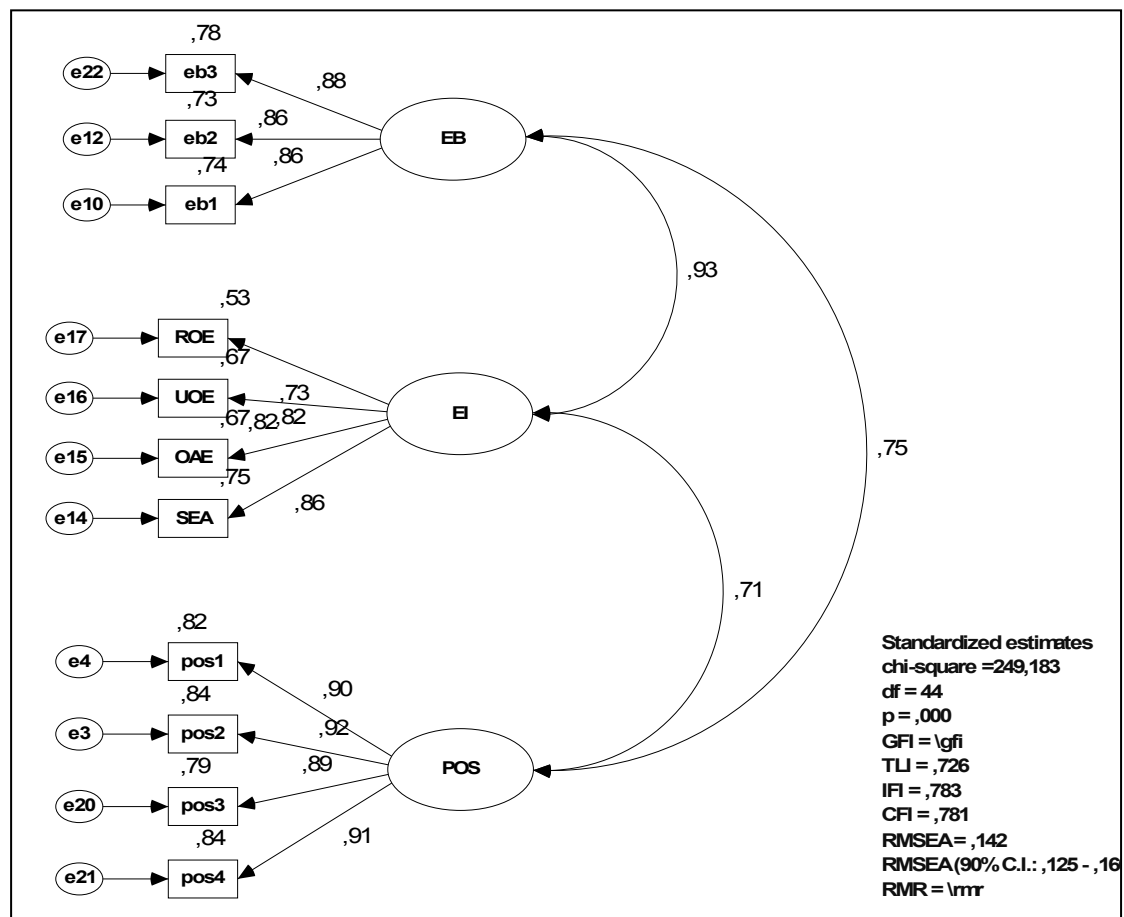 ,78
e22 eb3
,88
,73
e12 eb2 ,86 EB
,74 ,86
e10 eb1
,93
,53
e17 ROE
,67
e16 UOE ,73 EI
,67 ,82 ,82
e15 OAE ,75
,75
e14 SEA ,86
,71
,82
e4 pos1
,90
,84
e3 pos2 ,92
,79 ,89 POS
e20 pos3
,84 ,91
e21 pos4
Standardized estimates
chi-square =249,183
df = 44
p = ,000
GFI = \gfi
TLI = ,726
IFI = ,783
CFI = ,781
RMSEA = ,142
RMSEA (90% C.I.: ,125 - ,16
RMR = \rmr